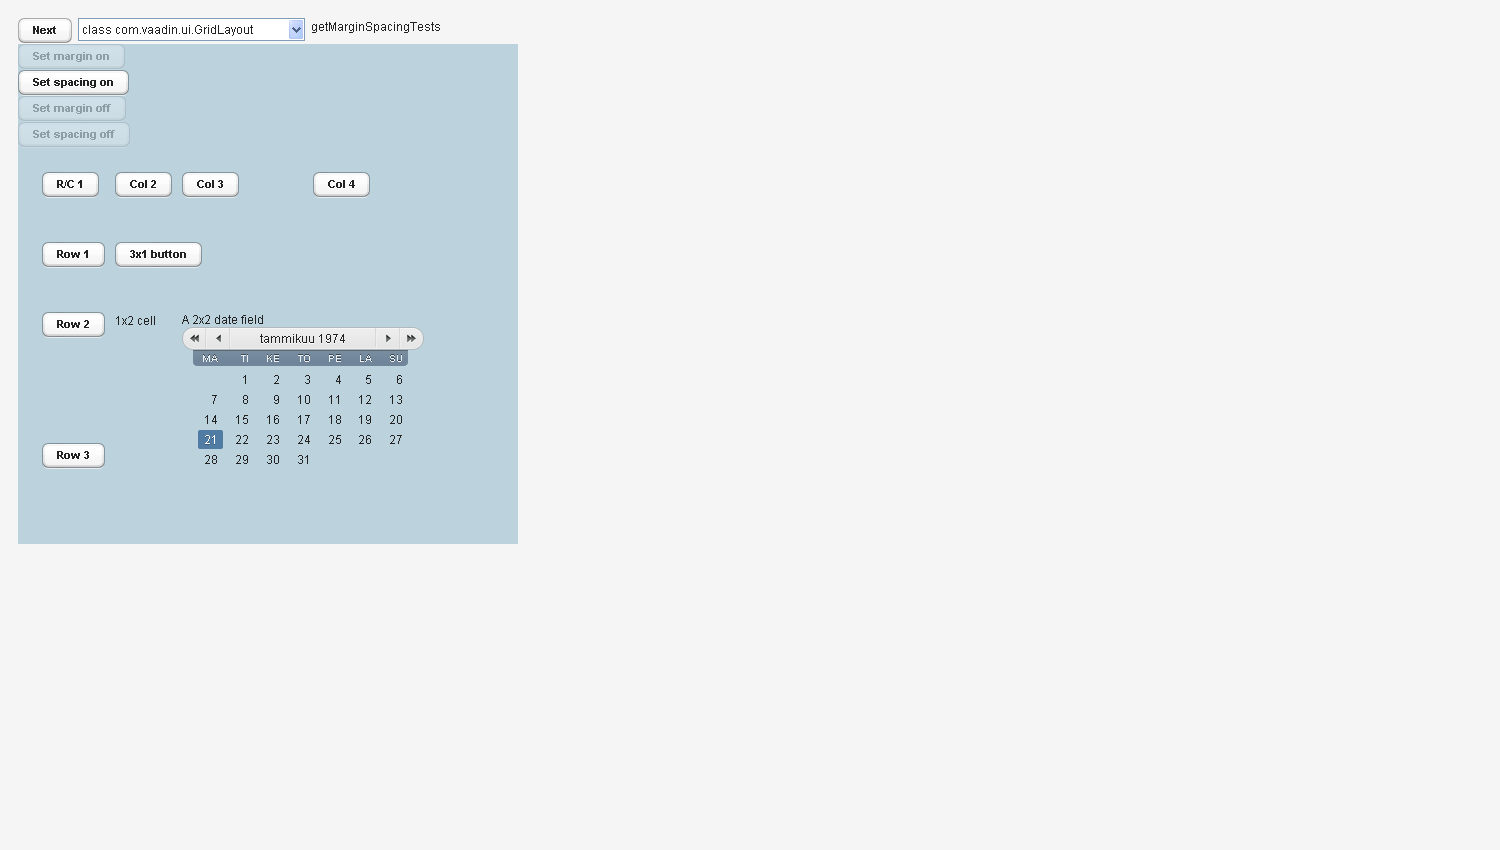 Next class com.vaadin.ui.GridLayout getMarginSpacingTests
Set margin on
Set spacing on
Set margin off
Set spacing off
R/C 1 Col 2 Col 3 Col 4
Row 1 3x1 button
Row 2 1x2 cell A 2x2 date field
tammikuu 1974
MA TI KE TO PE LA SU
1 2 3 4 5 6
7 8 9 10 11 12 13
14 15 16 17 18 19 20
21 22 23 24 25 26 27
Row 3
28 29 30 31